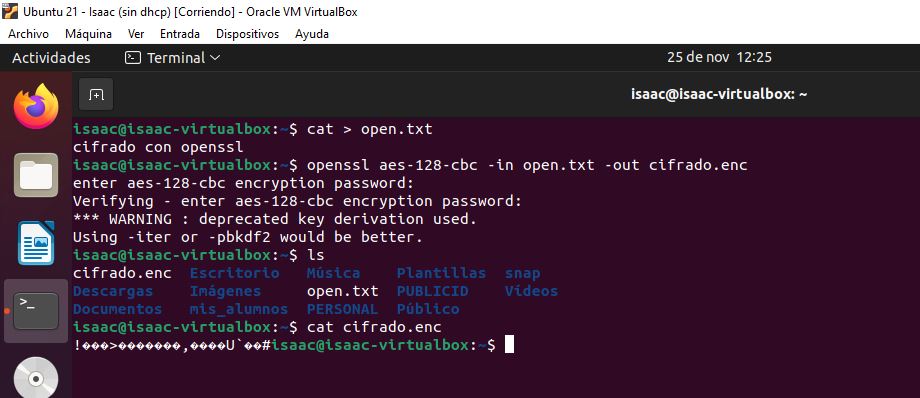 Ubuntu 21 - Isaac (sin dhcp) [Corriendo] - Oracle VM VirtualBox
Archivo Máquina Ver Entrada Dispositivos Ayuda
Actividades Terminal 25 de nov 12:25
isaac@isaac-virtualbox: ~
isaac@isaac-virtualbox:~$ cat > open.txt
cifrado con openssl
isaac@isaac-virtualbox:~$ openssl aes-128-cbc -in open.txt -out cifrado.enc
enter aes-128-cbc encryption password:
Verifying - enter aes-128-cbc encryption password:
*** WARNING : deprecated key derivation used.
Using -iter or -pbkdf2 would be better.
isaac@isaac-virtualbox:~$ ls
cifrado.enc Escritorio Música Plantillas snap
Descargas Imágenes open.txt PUBLICID Vídeos
Documentos mis_alumnos PERSONAL Público
isaac@isaac-virtualbox:~$ cat cifrado.enc
!���>�������,����U`��#isaac@isaac-virtualbox:~$